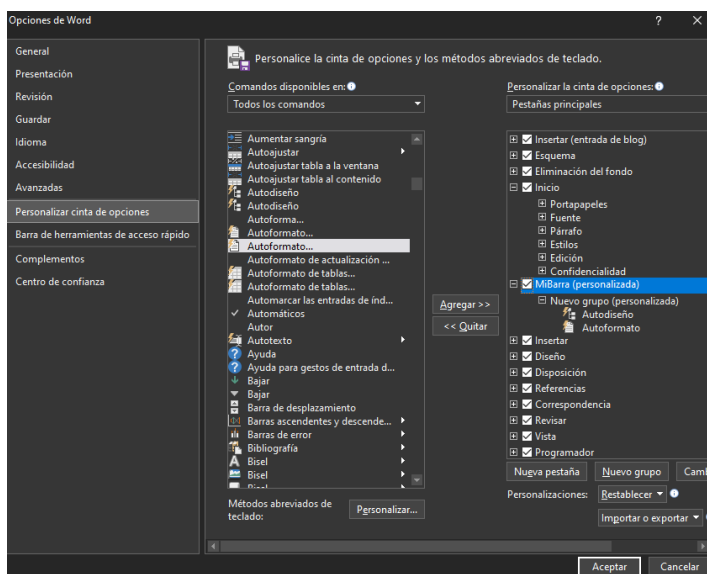 Opciones de Word
?
General
Presentación
Revisión
Guardar
Idioma
Accesibilidad
Avanzadas
Personalizar cinta de opciones
Barra de herramientas de acceso rápido
Complementos
Centro de confianza
Personalice la cinta de opciones y los métodos abreviados de teclado.
Comandos disponibles en:
Todos los comandos
Aumentar sangría
Autoajustar
Autoajustar tabla a la ventana
Autoajustar tabla al contenido
Autodiseño
Autodiseño
Autoforma...
Autoformato...
Autoformato...
Autoformato de actualización ...
Autoformato de tablas...
Autoformato de tablas...
Automarcar las entradas de índ...
Automáticos
Autor
Autotexto
Ayuda
Ayuda para gestos de entrada d...
Bajar
Bajar
Barra de desplazamiento
Barras ascendentes y descende...
Barras de error
Bibliografía
Bisel
Bisel
Métodos abreviados de
teclado:
Personalizar...
Agregar >>
<< Quitar
Personalizar la cinta de opciones:
Pestañas principales
Insertar (entrada de blog)
Esquema
Eliminación del fondo
Inicio
Portapapeles
Fuente
Párrafo
Estilos
Edición
Confidencialidad
MiBarra (personalizada)
Nuevo grupo (personalizada)
Autodiseño
Autoformato
Insertar
Diseño
Disposición
Referencias
Correspondencia
Revisar
Vista
Programador
Nueva pestaña
Nuevo grupo
Personalizaciones:
Restablecer
Importar o exportar
Aceptar
Cancelar